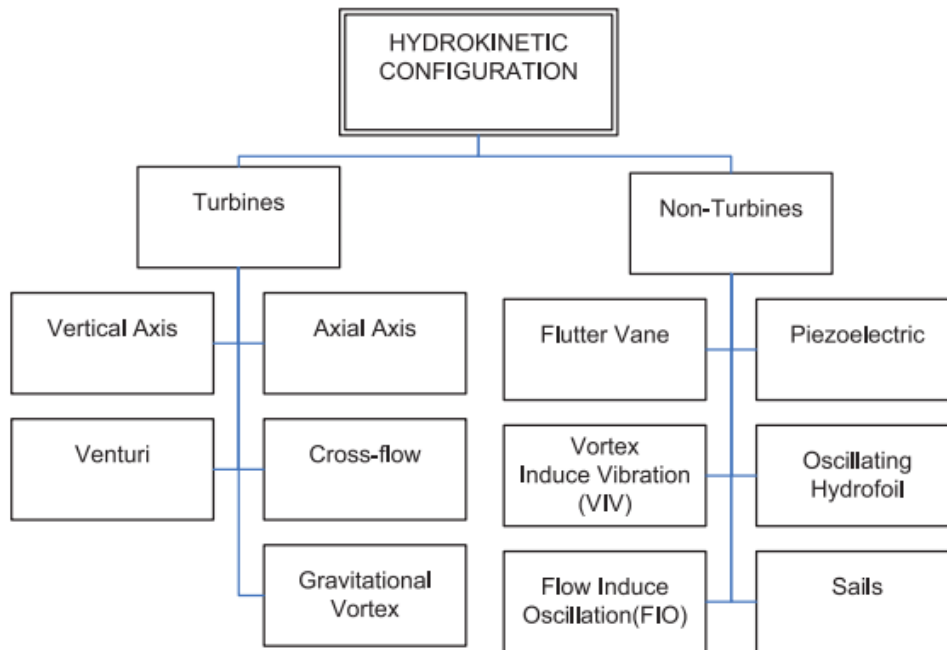 HYDROKINETIC
CONFIGURATION
Turbines
Non-Turbines
Vertical Axis
Axial Axis
Flutter Vane
Piezoelectric
Venturi
Cross-flow
Vortex
Induce Vibration
(VIV)
Oscillating
Hydrofoil
Gravitational
Vortex
Flow Induce
Oscillation(FIO)
Sails